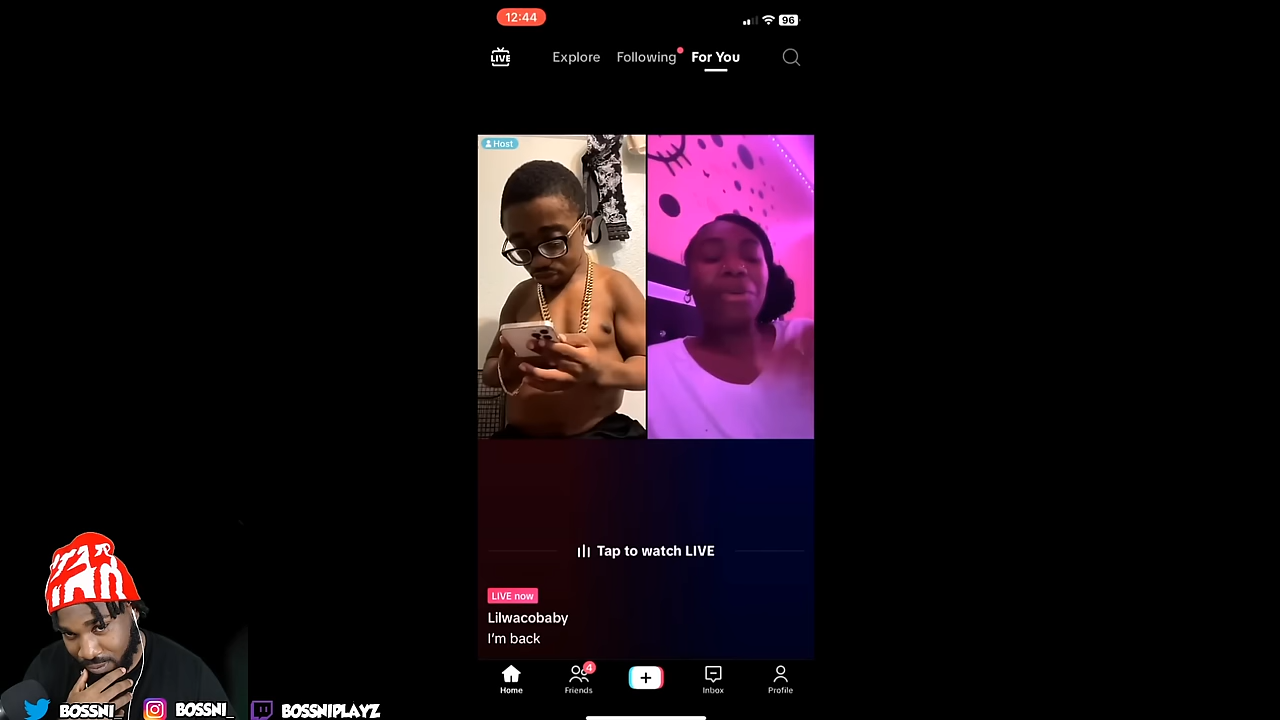 12:44
96
LIVE
Explore
Following
For You
Host
Tap to watch LIVE
LIVE now
Lilwacobaby
I'm back
4
Home
Friends
Inbox
Profile
BOSSNI_
BOSSNI_
BOSSNIPLAYZ